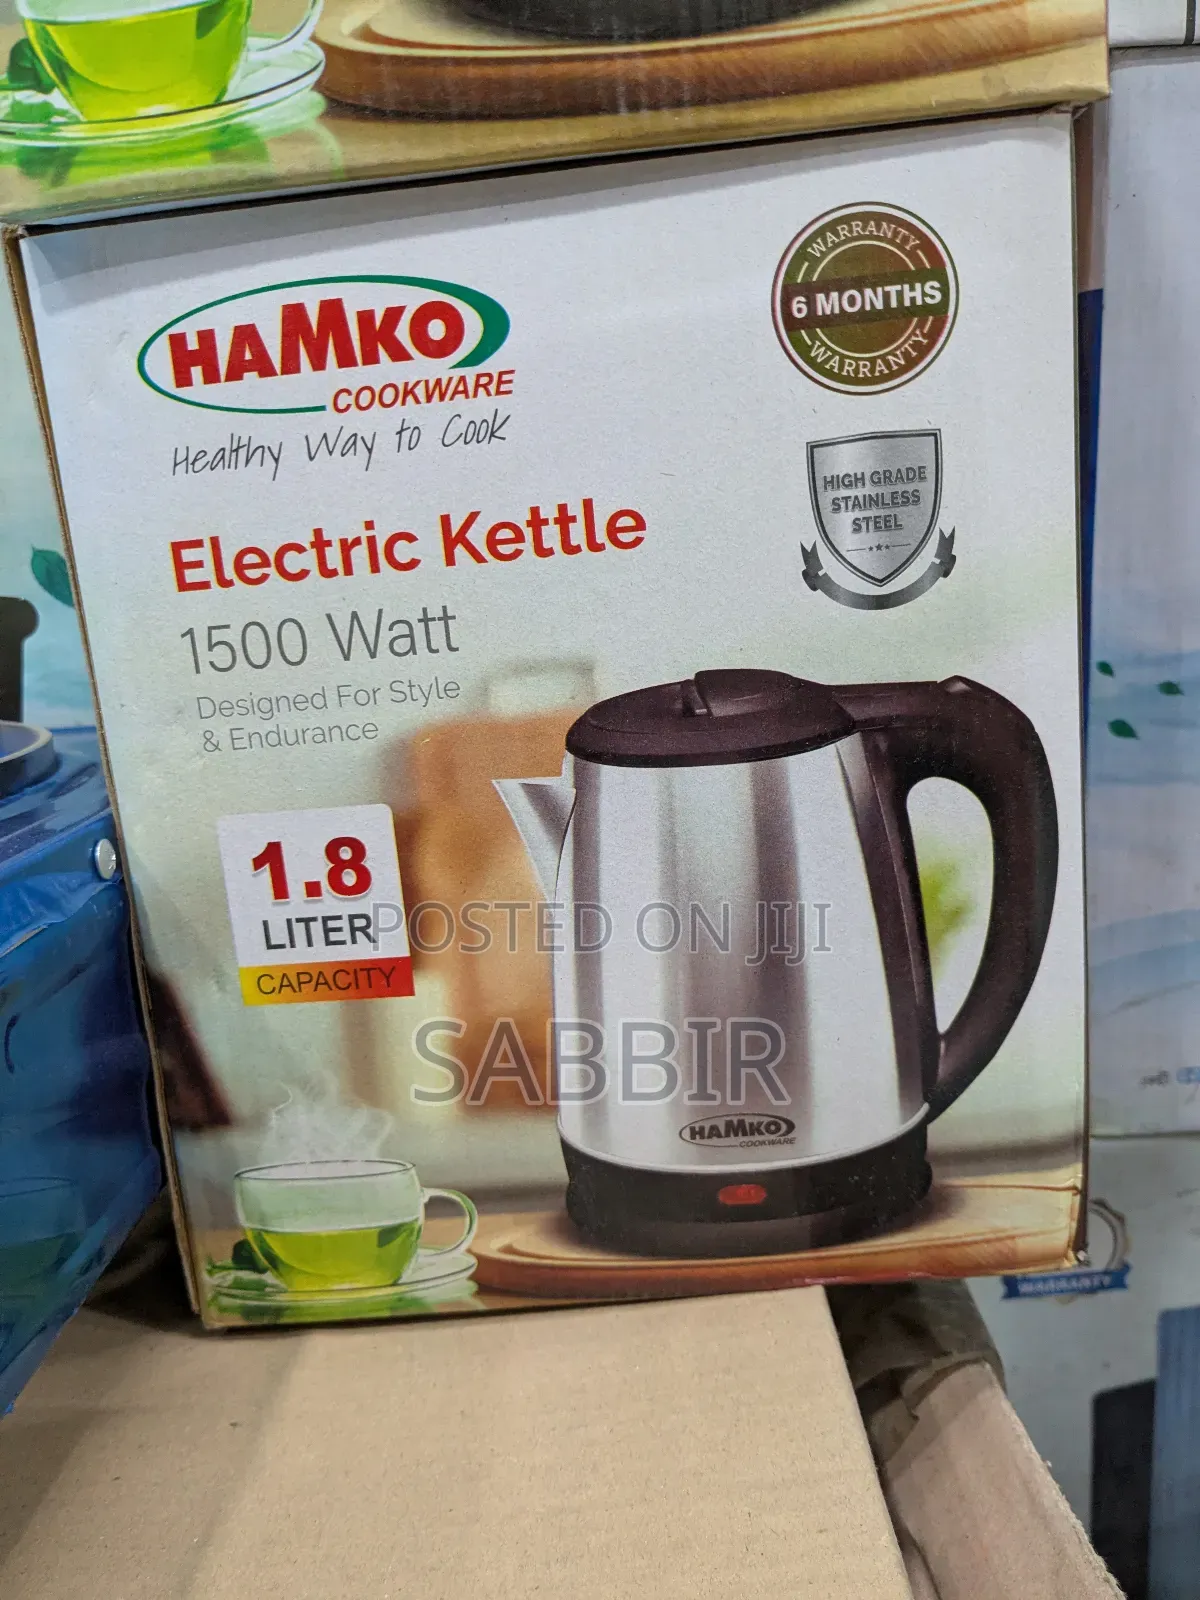 HAMKO
COOKWARE
Healthy Way to Cook
WARRANTY
6 MONTHS
WARRANTY
HIGH GRADE
STAINLESS
STEEL
Electric Kettle
1500 Watt
Designed For Style
& Endurance
1.8
LITER
CAPACITY
POSTED ON JIJI
SABBIR
HAMKO
COOKWARE
WARRANTY